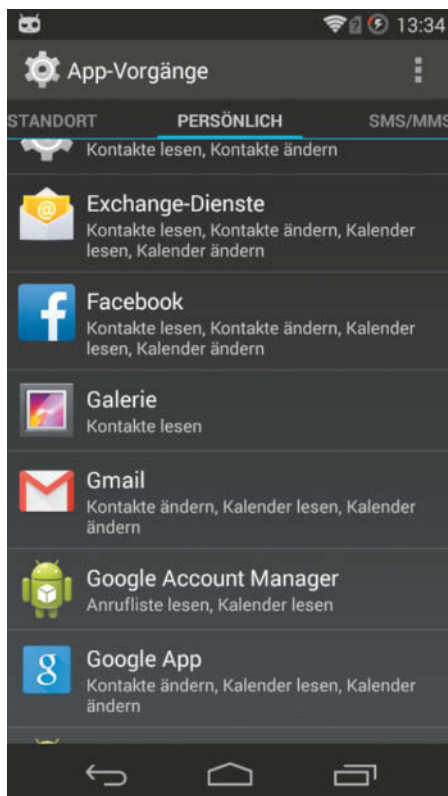 13:34
App-Vorgänge
STANDORT PERSÖNLICH SMS/MMS
Kontakte lesen, Kontakte ändern
Exchange-Dienste
Kontakte lesen, Kontakte ändern, Kalender
lesen, Kalender ändern
Facebook
Kontakte lesen, Kontakte ändern, Kalender
lesen, Kalender ändern
Galerie
Kontakte lesen
Gmail
Kontakte ändern, Kalender lesen, Kalender
ändern
Google Account Manager
Anrufliste lesen, Kalender lesen
Google App
Kontakte ändern, Kalender lesen, Kalender
ändern